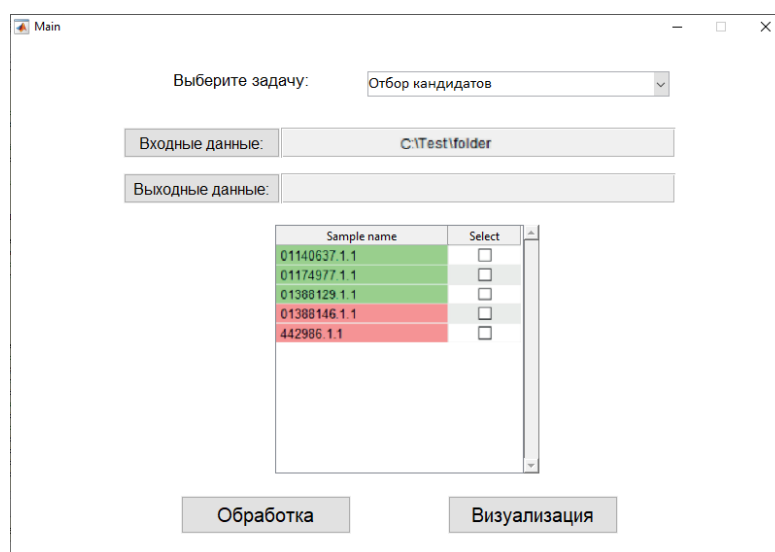 Main
Выберите задачу: Отбор кандидатов
Входные данные: C:\Test\folder
Выходные данные:
Sample name Select
01140637.1.1
01174977.1.1
01388129.1.1
01388146.1.1
442986.1.1
Обработка Визуализация